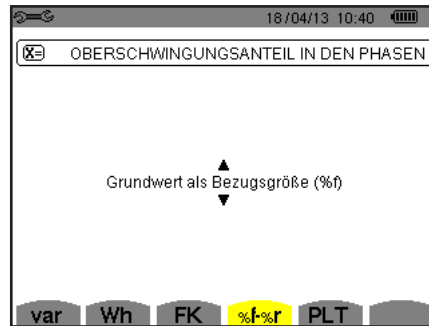 18/04/13 10:40
X= OBERSCHWINGUNGSANTEIL IN DEN PHASEN
Grundwert als Bezugsgröße (%f)
var Wh FK %f-%r PLT